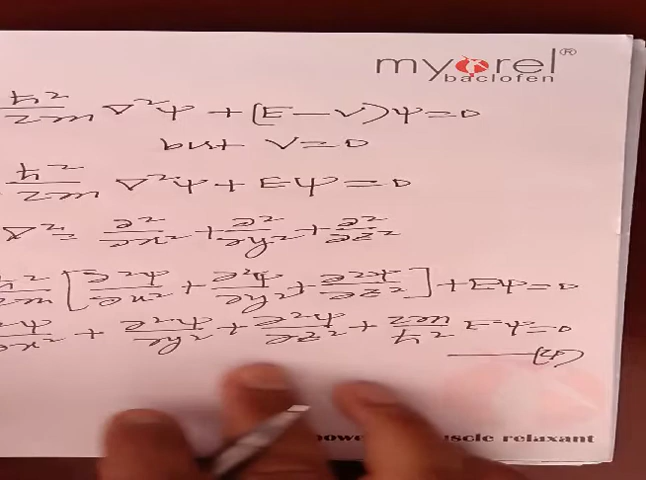 myorel®
baclofen
ħ²/2m ∇²ψ + (E − V)ψ = 0
but V = 0
ħ²/2m ∇²ψ + Eψ = 0
∇² = ∂²/∂x² + ∂²/∂y² + ∂²/∂z²
ħ²/2m [∂²ψ/∂x² + ∂²ψ/∂y² + ∂²ψ/∂z²] + Eψ = 0
∂²ψ/∂x² + ∂²ψ/∂y² + ∂²ψ/∂z² + 2m/ħ² Eψ = 0
relaxant